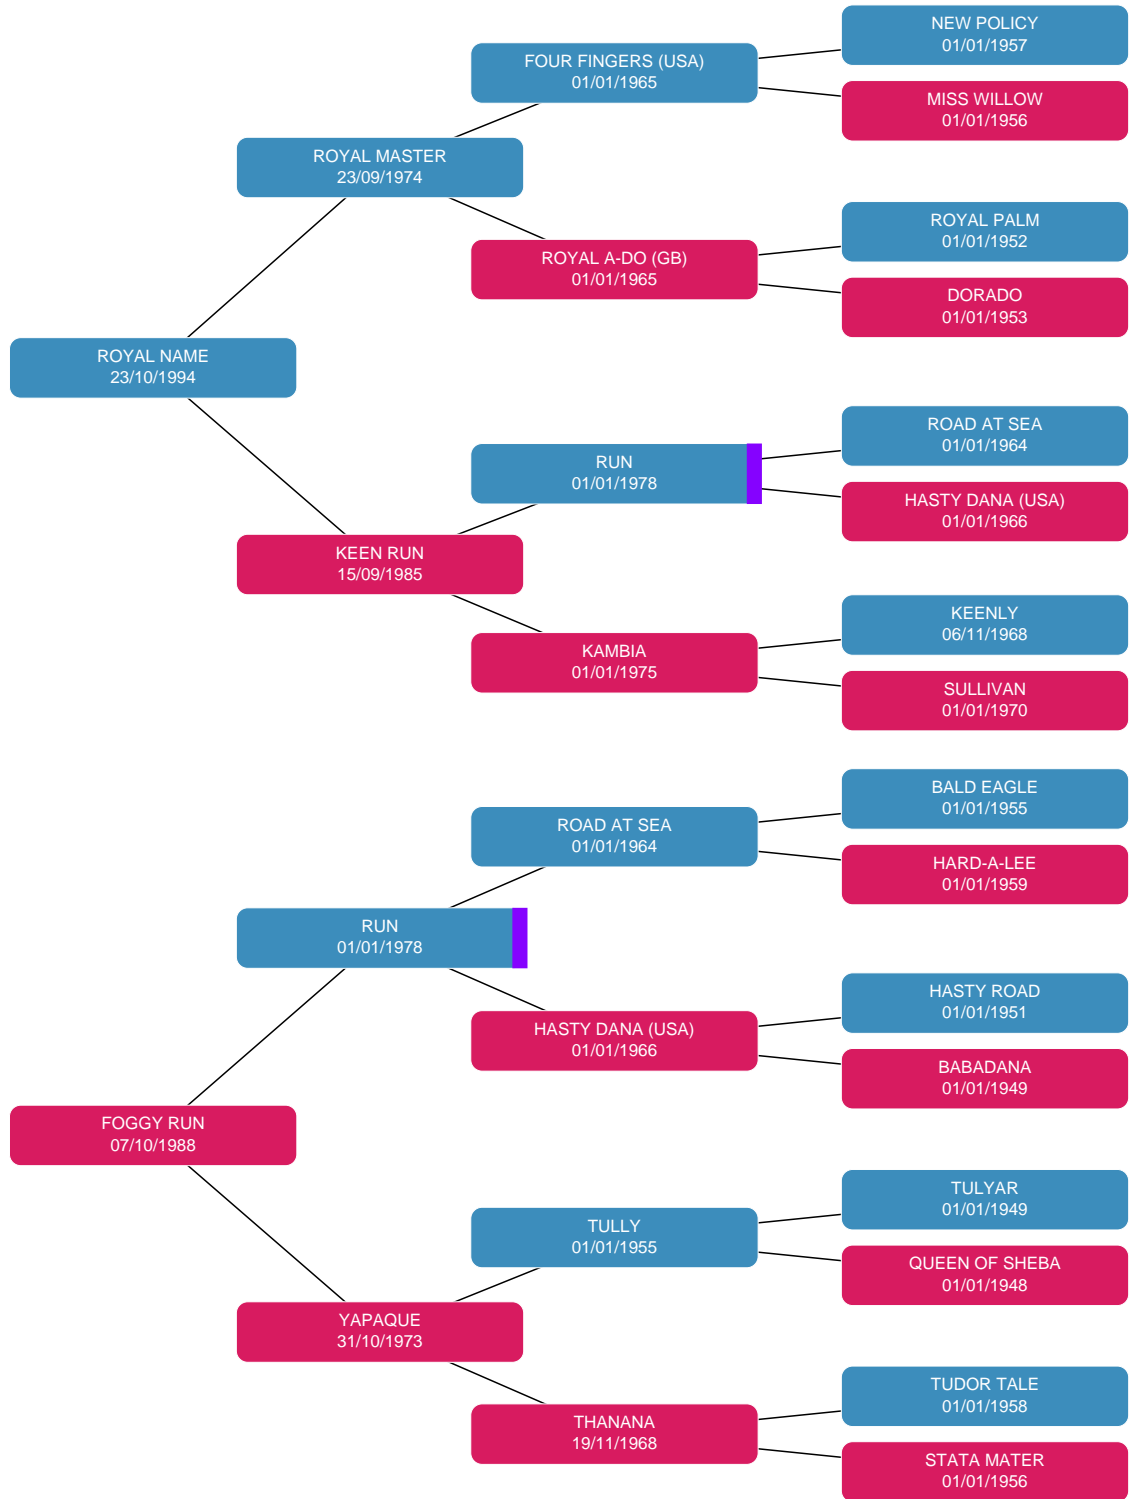 NEW POLICY
01/01/1957
FOUR FINGERS (USA)
01/01/1965
MISS WILLOW
01/01/1956
ROYAL MASTER
23/09/1974
ROYAL PALM
01/01/1952
ROYAL A-DO (GB)
01/01/1965
DORADO
01/01/1953
ROYAL NAME
23/10/1994
ROAD AT SEA
01/01/1964
RUN
01/01/1978
HASTY DANA (USA)
01/01/1966
KEEN RUN
15/09/1985
KEENLY
06/11/1968
KAMBIA
01/01/1975
SULLIVAN
01/01/1970
BALD EAGLE
01/01/1955
ROAD AT SEA
01/01/1964
HARD-A-LEE
01/01/1959
RUN
01/01/1978
HASTY ROAD
01/01/1951
HASTY DANA (USA)
01/01/1966
BABADANA
01/01/1949
FOGGY RUN
07/10/1988
TULYAR
01/01/1949
TULLY
01/01/1955
QUEEN OF SHEBA
01/01/1948
YAPAQUE
31/10/1973
TUDOR TALE
01/01/1958
THANANA
19/11/1968
STATA MATER
01/01/1956